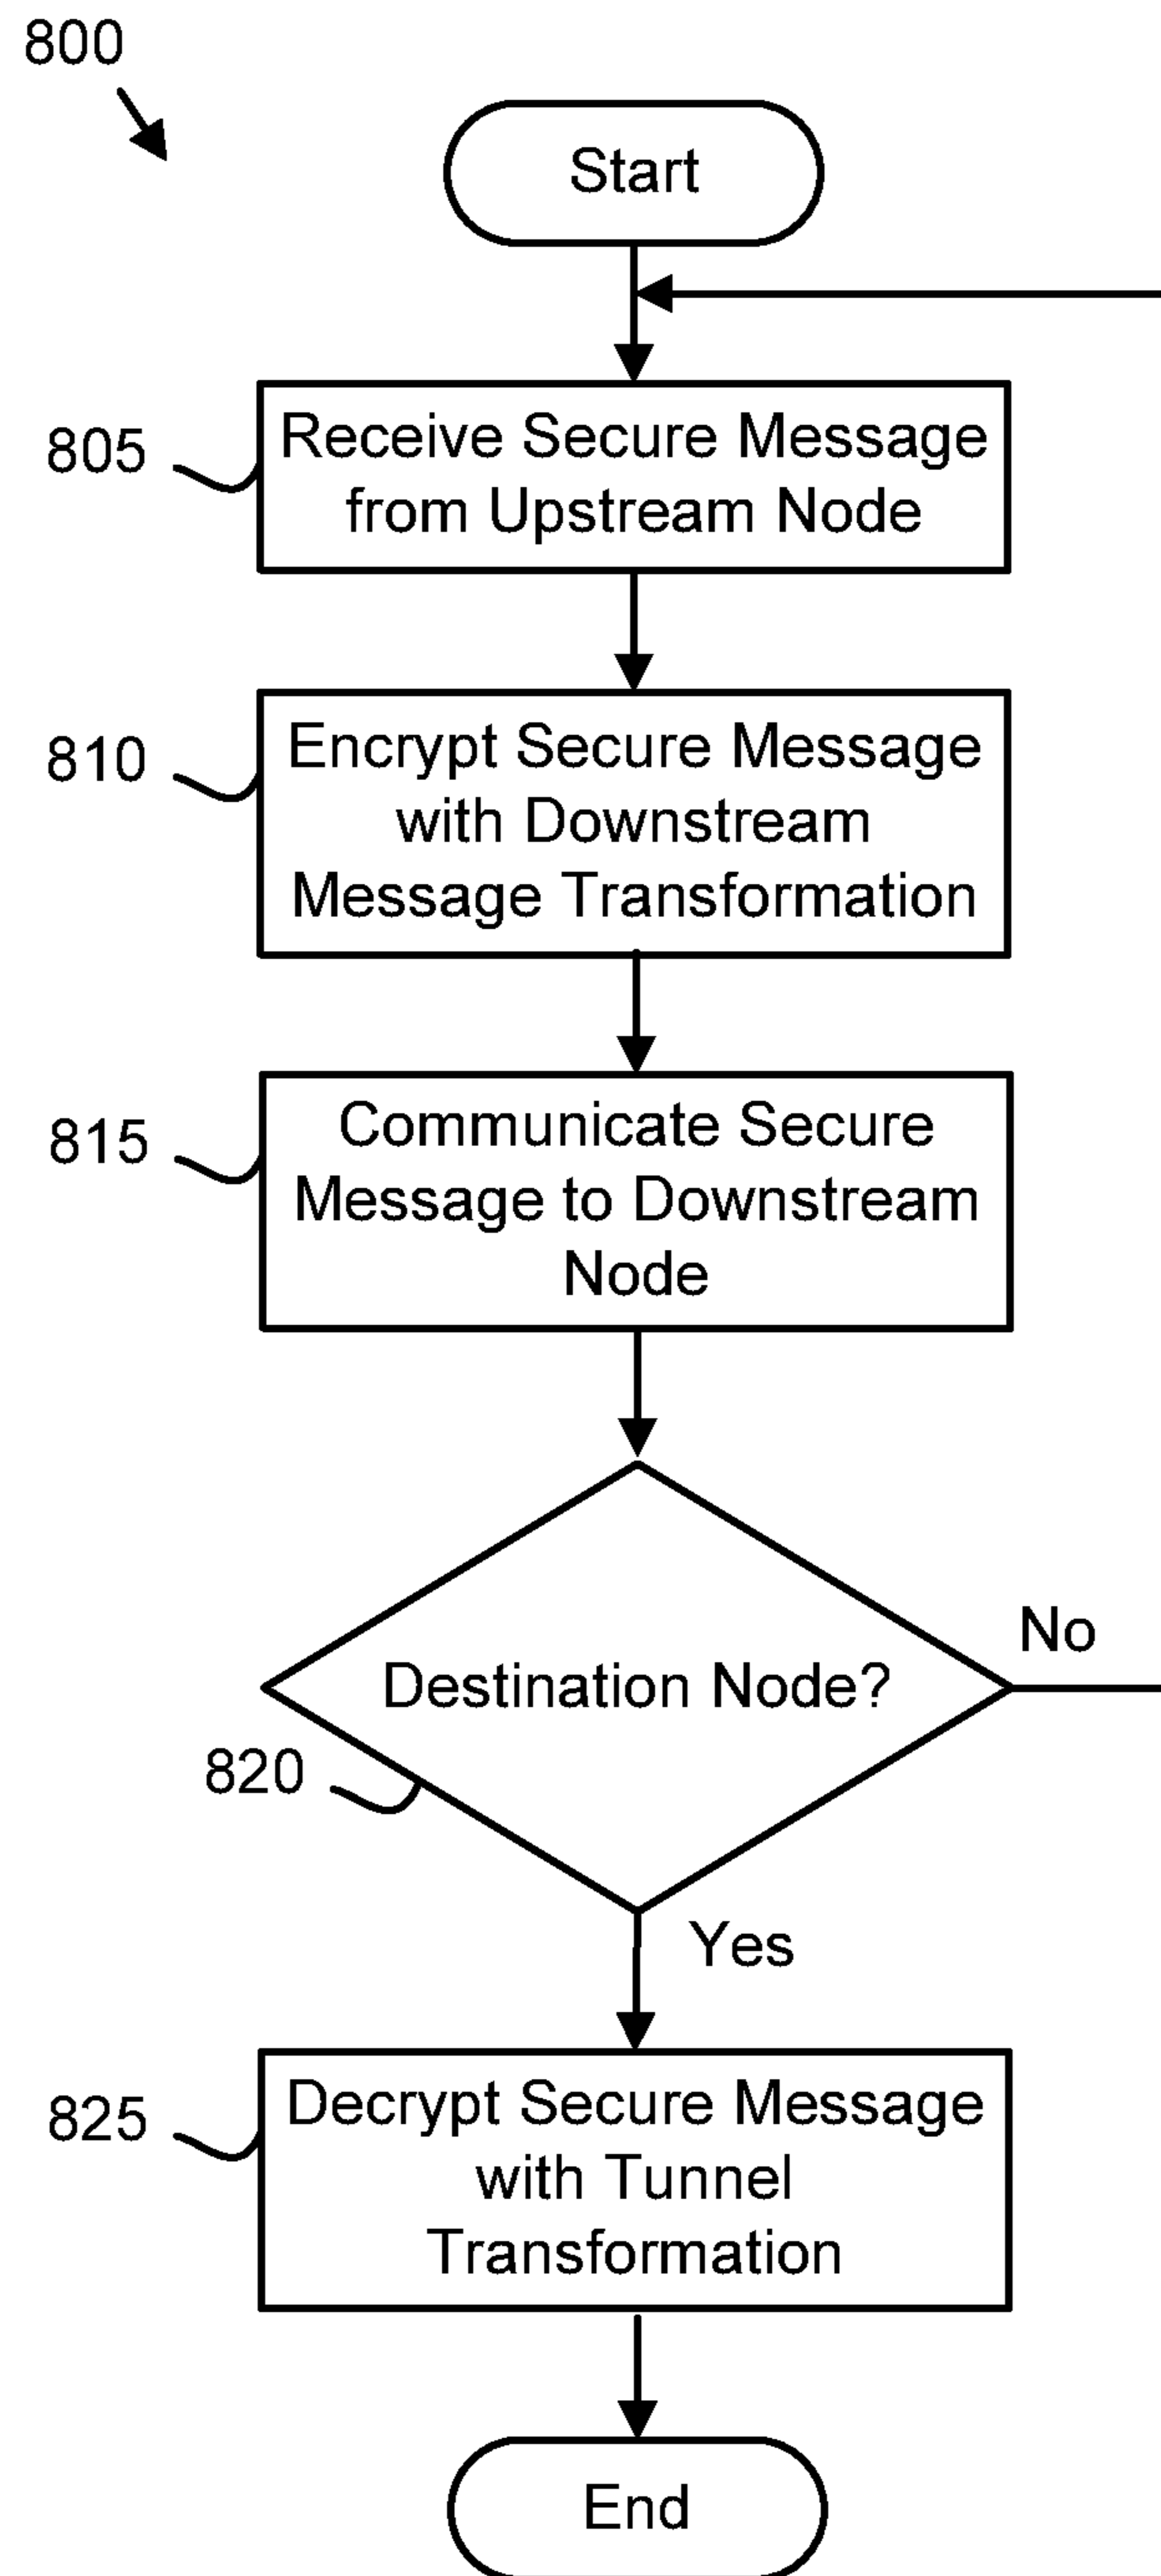 800
Start
805
Receive Secure Message
from Upstream Node
810
Encrypt Secure Message
with Downstream
Message Transformation
815
Communicate Secure
Message to Downstream
Node
No
Destination Node?
820
Yes
825
Decrypt Secure Message
with Tunnel
Transformation
End